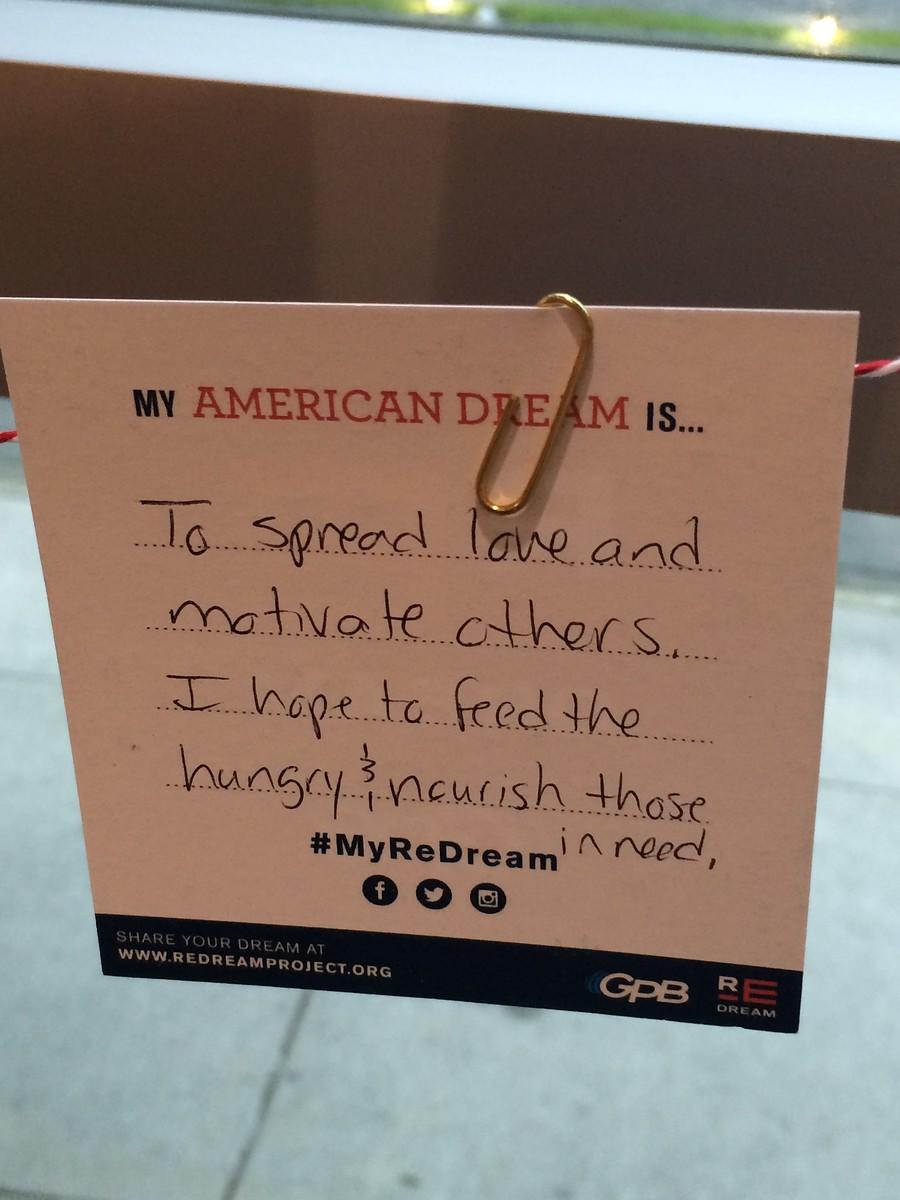 MY AMERICAN DREAM IS...
To spread love and
motivate others.
I hope to feed the
hungry & nourish those
in need,
#MyReDream
SHARE YOUR DREAM AT
WWW.REDREAMPROJECT.ORG
GPB
RE
DREAM